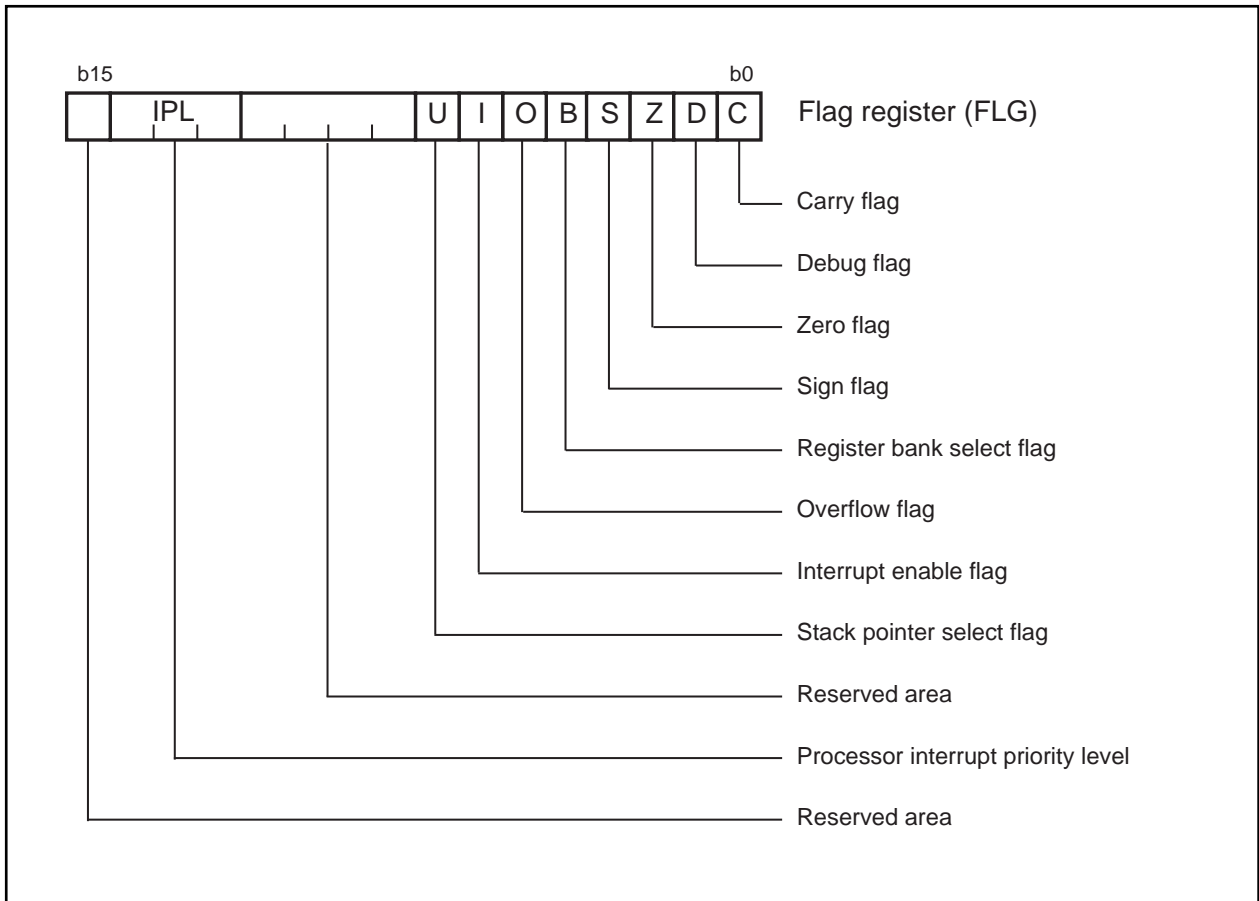 b15 b0
IPL U I O B S Z D C Flag register (FLG)
Carry flag
Debug flag
Zero flag
Sign flag
Register bank select flag
Overflow flag
Interrupt enable flag
Stack pointer select flag
Reserved area
Processor interrupt priority level
Reserved area